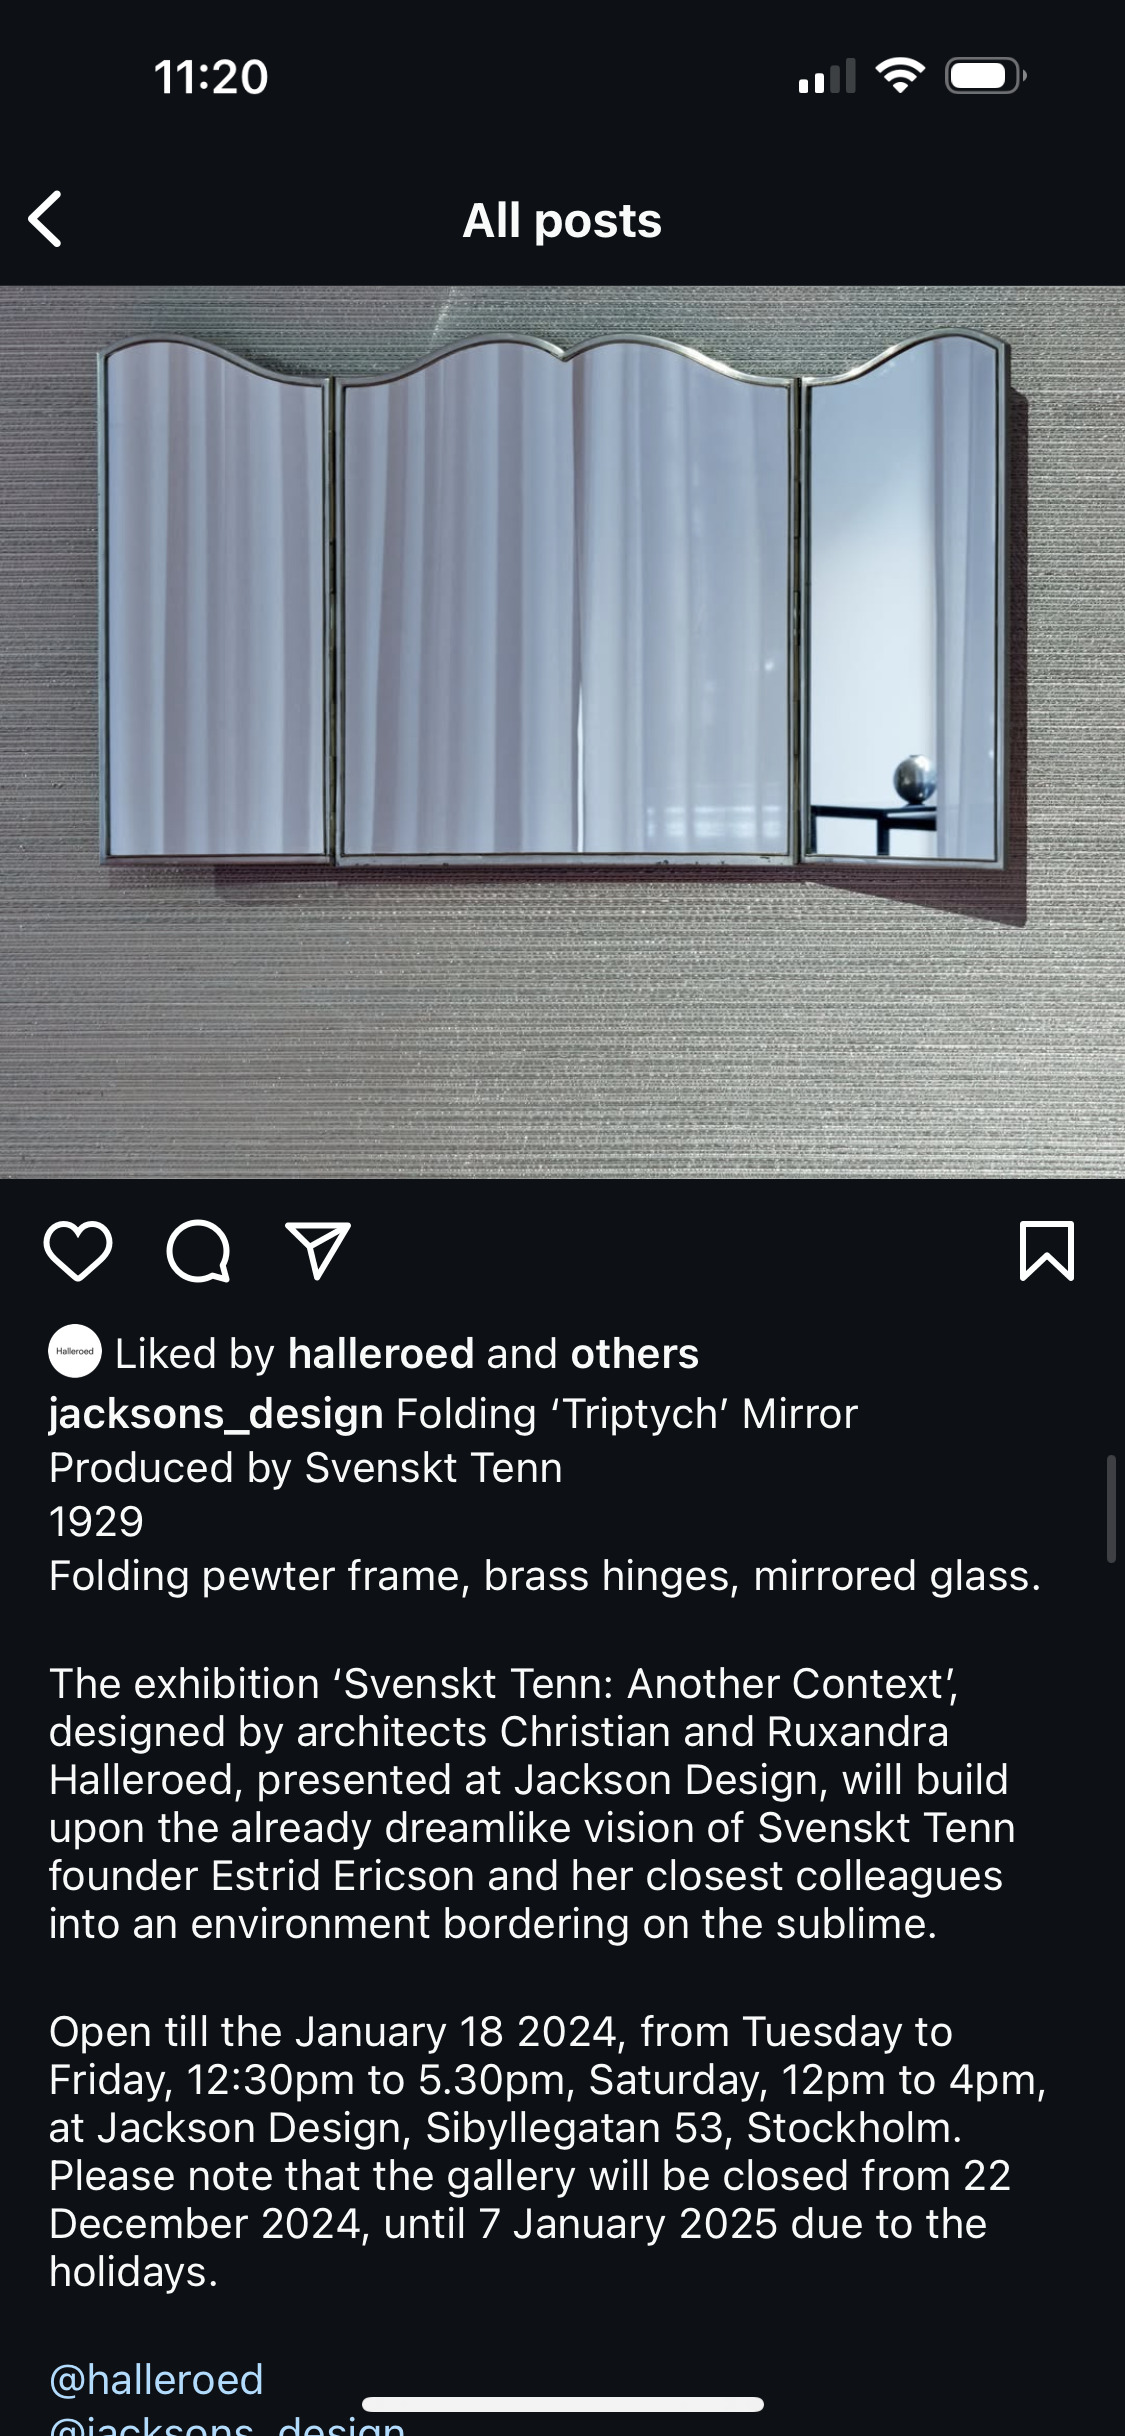 11:20
All posts
Halleroed
Liked by halleroed and others
jacksons_design Folding ‘Triptych’ Mirror
Produced by Svenskt Tenn
1929
Folding pewter frame, brass hinges, mirrored glass.
The exhibition ‘Svenskt Tenn: Another Context’,
designed by architects Christian and Ruxandra
Halleroed, presented at Jackson Design, will build
upon the already dreamlike vision of Svenskt Tenn
founder Estrid Ericson and her closest colleagues
into an environment bordering on the sublime.
Open till the January 18 2024, from Tuesday to
Friday, 12:30pm to 5.30pm, Saturday, 12pm to 4pm,
at Jackson Design, Sibyllegatan 53, Stockholm.
Please note that the gallery will be closed from 22
December 2024, until 7 January 2025 due to the
holidays.
@halleroed
@jacksons_design